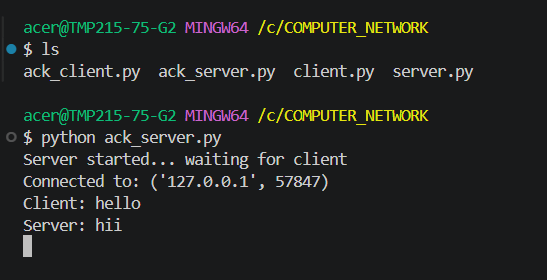 acer@TMP215-75-G2 MINGW64 /c/COMPUTER_NETWORK
$ ls
ack_client.py  ack_server.py  client.py  server.py
acer@TMP215-75-G2 MINGW64 /c/COMPUTER_NETWORK
$ python ack_server.py
Server started... waiting for client
Connected to: ('127.0.0.1', 57847)
Client: hello
Server: hii